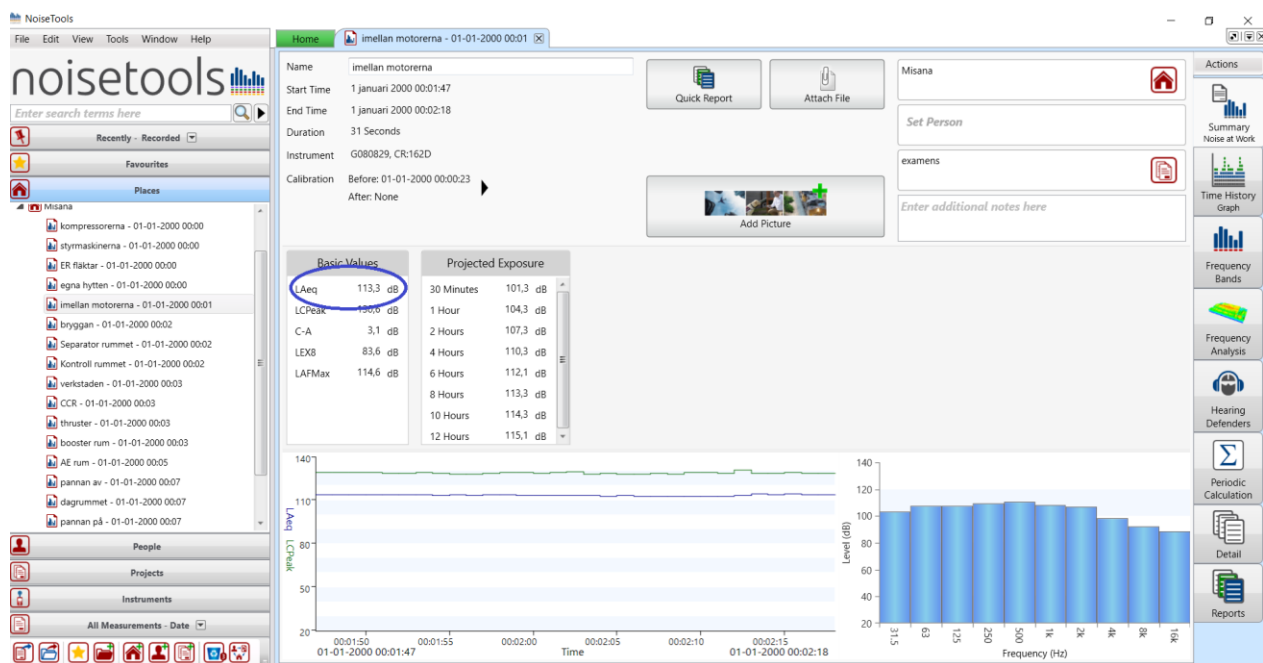 NoiseTools
File Edit View Tools Window Help
noisetools
Enter search terms here
Recently - Recorded
Favourites
Places
Misana
kompressorerna - 01-01-2000 00:00
styrmaskinerna - 01-01-2000 00:00
ER fläktar - 01-01-2000 00:00
egna hytten - 01-01-2000 00:00
imellan motorerna - 01-01-2000 00:01
bryggan - 01-01-2000 00:02
Separator rummet - 01-01-2000 00:02
Kontroll rummet - 01-01-2000 00:02
verkstaden - 01-01-2000 00:03
CCR - 01-01-2000 00:03
thruster - 01-01-2000 00:03
booster rum - 01-01-2000 00:03
AE rum - 01-01-2000 00:05
pannan av - 01-01-2000 00:07
dagrummet - 01-01-2000 00:07
pannan på - 01-01-2000 00:07
People
Projects
Instruments
All Measurements - Date
Home imellan motorerna - 01-01-2000 00:01
Name imellan motorerna
Start Time 1 januari 2000 00:01:47
End Time 1 januari 2000 00:02:18
Duration 31 Seconds
Instrument G080829, CR:162D
Calibration Before: 01-01-2000 00:00:23
After: None
Quick Report
Attach File
Add Picture
Misana
Set Person
examens
Enter additional notes here
Basic Values
LAeq 113,3 dB
LCPeak 130,6 dB
C-A 3,1 dB
LEX8 83,6 dB
LAFMax 114,6 dB
Projected Exposure
30 Minutes 101,3 dB
1 Hour 104,3 dB
2 Hours 107,3 dB
4 Hours 110,3 dB
6 Hours 112,1 dB
8 Hours 113,3 dB
10 Hours 114,3 dB
12 Hours 115,1 dB
LAeq LCPeak
140
110
80
50
20
00:01:50 00:01:55 00:02:00 00:02:05 00:02:10 00:02:15
01-01-2000 00:01:47 Time 01-01-2000 00:02:18
Level (dB)
140
120
100
80
60
40
20
31.5 63 125 250 500 1k 2k 4k 8k 16k
Frequency (Hz)
Actions
Summary
Noise at Work
Time History
Graph
Frequency
Bands
Frequency
Analysis
Hearing
Defenders
Periodic
Calculation
Detail
Reports